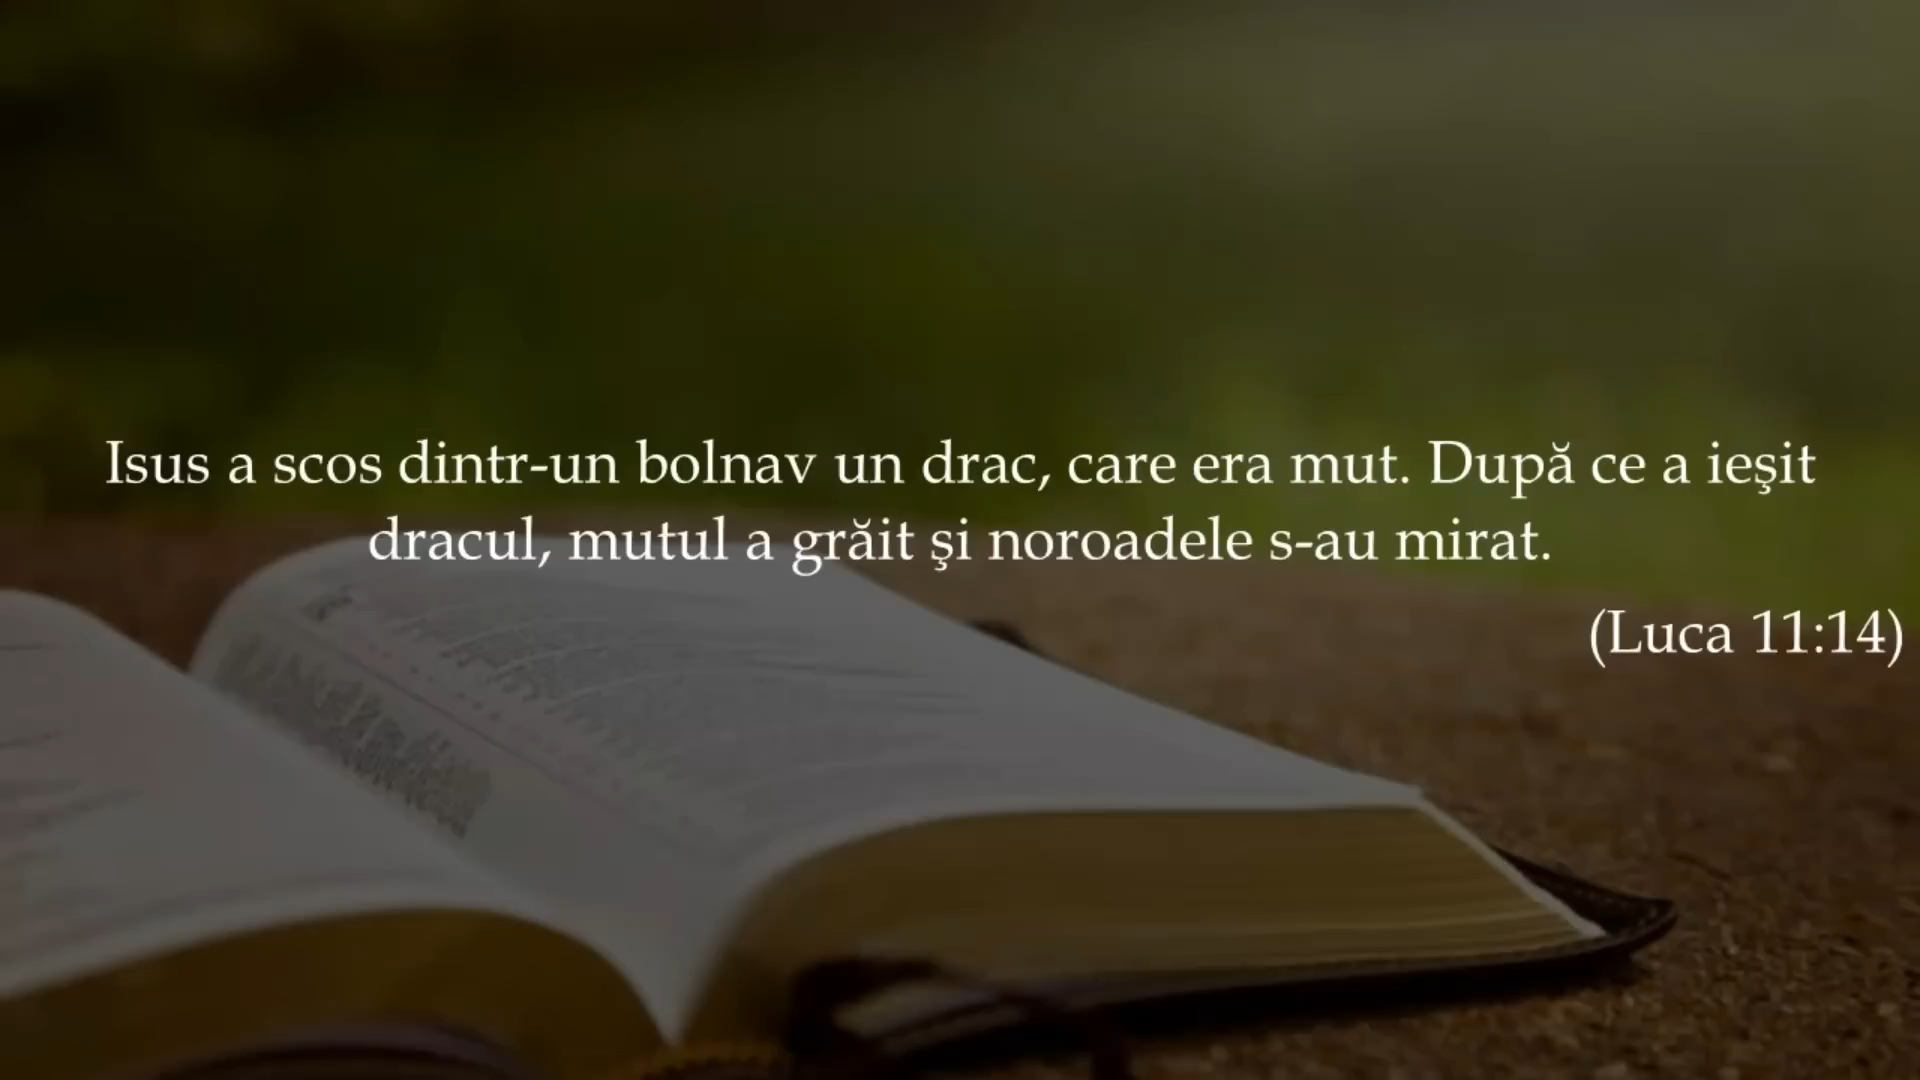 Isus a scos dintr-un bolnav un drac, care era mut. După ce a ieşit
dracul, mutul a grăit şi noroadele s-au mirat.
(Luca 11:14)